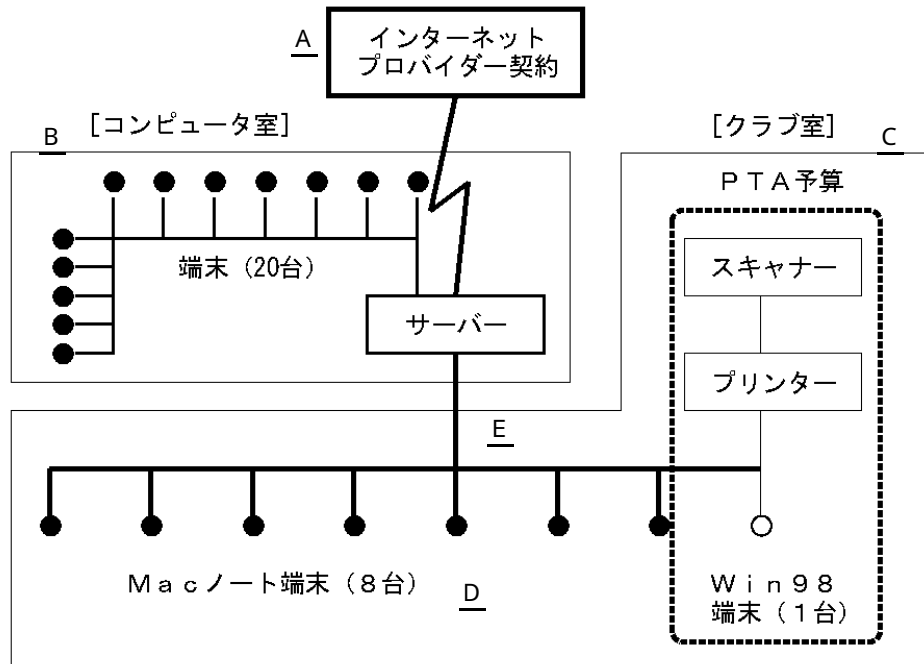 A
インターネット
プロバイダー契約
B
[コンピュータ室]
[クラブ室]
C
ＰＴＡ予算
端末（20台）
スキャナー
サーバー
プリンター
E
Ｍａｃノート端末（８台）
D
Ｗｉｎ９８
端末（１台）